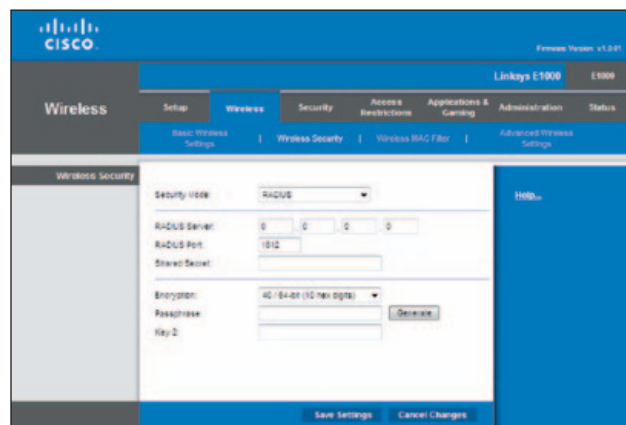 CISCO.
Firmware Version: v1.0.01
Linksys E1000 E1000
Wireless
Setup Wireless Security Access Restrictions Applications & Gaming Administration Status
Basic Wireless Settings | Wireless Security | Wireless MAC Filter | Advanced Wireless Settings
Wireless Security
Security Mode: RADIUS
Help...
RADIUS Server: 0 . 0 . 0 . 0
RADIUS Port: 1812
Shared Secret:
Encryption: 40 / 64-bit (10 hex digits)
Passphrase: Generate
Key 2:
Save Settings Cancel Changes